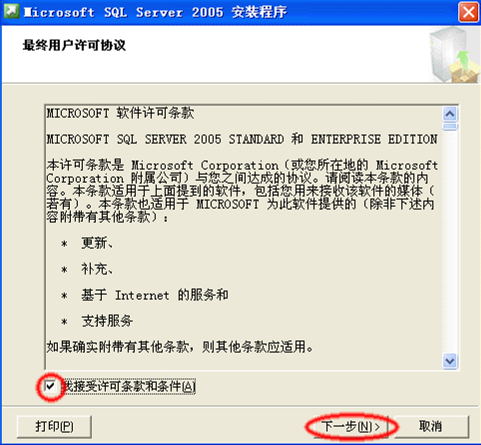 Microsoft SQL Server 2005 安装程序
最终用户许可协议
MICROSOFT 软件许可条款
MICROSOFT SQL SERVER 2005 STANDARD 和 ENTERPRISE EDITION
本许可条款是 Microsoft Corporation（或您所在地的 Microsoft
Corporation 附属公司）与您之间达成的协议。请阅读本条款的内
容。本条款适用于上面提到的软件，包括您用来接收该软件的媒体（
若有）。本条款也适用于 MICROSOFT 为此软件提供的（除非下述内
容附带有其他条款）：
* 更新、
* 补充、
* 基于 Internet 的服务和
* 支持服务
如果确实附带有其他条款，则其他条款应适用。
我接受许可条款和条件(A)
打印(P) 下一步(N)> 取消